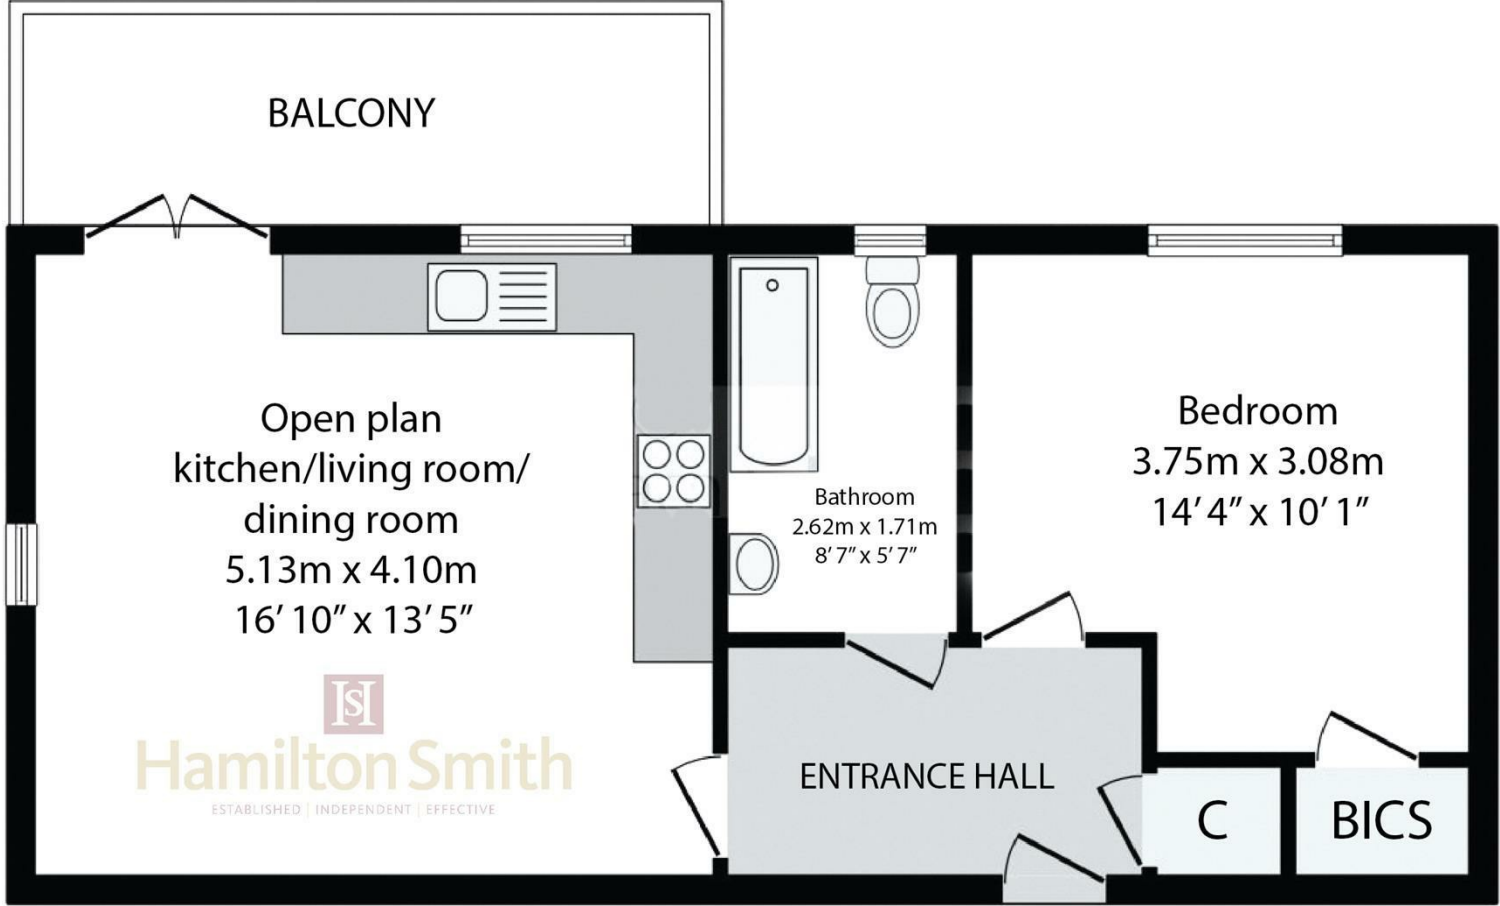 BALCONY
Open plan
kitchen/living room/
dining room
5.13m x 4.10m
16’ 10” x 13’ 5”
Bathroom
2.62m x 1.71m
8’ 7” x 5’ 7”
Bedroom
3.75m x 3.08m
14’ 4” x 10’ 1”
HS
Hamilton Smith
ESTABLISHED | INDEPENDENT | EFFECTIVE
ENTRANCE HALL
C
BICS